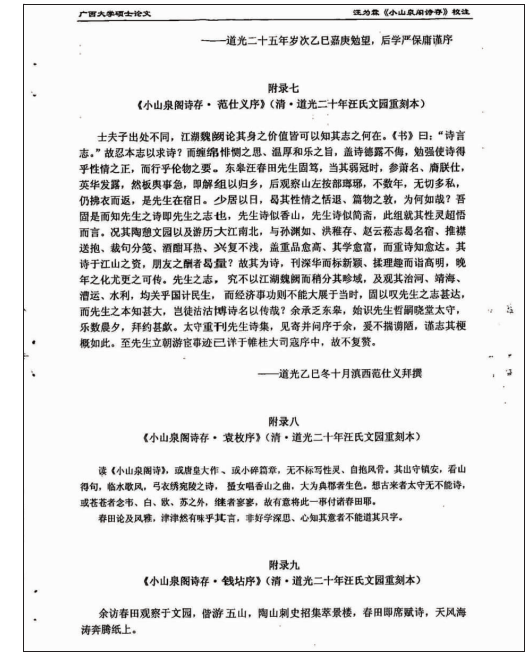 广西大学硕士论文 汪为霖《小山泉阁诗存》校注
——道光二十五年岁次乙巳嘉庚勉望，后学严保庸谨序
附录七
《小山泉阁诗存·范仕义序》（清·道光二十年汪氏文园重刻本）
士夫子出处不同，江湖魏阙论其身之价值皆可以知其志之何在。《书》曰：“诗言
志。”故忍本志以求诗？而缠绵悱恻之思、温厚和乐之旨，盖诗德露不侮，勉强使诗得
乎性情之正，而行乎伦物之要。东皋汪春田先生固笃，当其弱冠时，参萧名、膺朕仕，
英华发露，然板舆事急，即解组以归乡，后观察山左按部瑯琊，不数年，无切多私，
仍拂衣而返，是先生在宿日。少居以日，曷其性情之恬退、篇物之敦，为何如哉？吾
固是而知先生之诗即先生之志也，先生诗似香山，先生诗似简斋，此组就其性灵超悟
而言。况其陶憩文园以及游历大江南北，与孙渊如、洪稚存、赵云菘志曷名宿、推襟
送抱、裁句分笺、酒酣耳热、兴复不浅，盖重品愈高、其学愈富，而重诗知愈达。其
诗于江山之资，朋友之酬者曷量？故其为诗，刊深华而标新颖、揉理趣而诣高明，晚
年之化尤更之可传。先生之志。 究不以江湖魏阙而稍分其畛域，及观其治河、靖海、
漕运、水利，均关乎国计民生， 而经济事功则不能大展于当时，固以叹先生之志甚达，
而先生之本知甚大，岂徒拈沽博诗名以传哉？余承乏东皋，始识先生哲嗣晓堂太守，
乐数晨夕，拜约甚歡。太守重刊先生诗集，见寄并问序于余，爰不揣谫陋，谨志其梗
概如此。至先生立朝游宦事迹已详于帷桂大司寇序中，故不复赘。
——道光乙巳冬十月滇西范仕义拜撰
附录八
《小山泉阁诗存·袁枚序》（清·道光二十年汪氏文园重刻本）
读《小山泉阁诗》，或唐皇大作、或小碎篇章，无不标写性灵、自抱风骨。其出守镇安，看山
得句，临水歌风，弓衣绣宛陵之诗， 蛮女唱香山之曲，大为典郡者生色。想古来者太守无不能诗，
或苍苍者念韦、白、欧、苏之外，继者寥寥，故有意将此一事付诸春田耶。
春田论及风雅，津津然有味乎其言，非好学深思、心知其意者不能道其只字。
附录九
《小山泉阁诗存·钱坫序》（清·道光二十年汪氏文园重刻本）
余访春田观察于文园，偕游五山，陶山刺史招集萃景楼，春田即席赋诗，天风海
涛奔腾纸上。